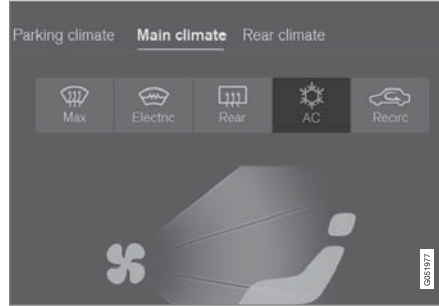 Parking climate Main climate Rear climate
Max Electric Rear AC Recirc
G051977